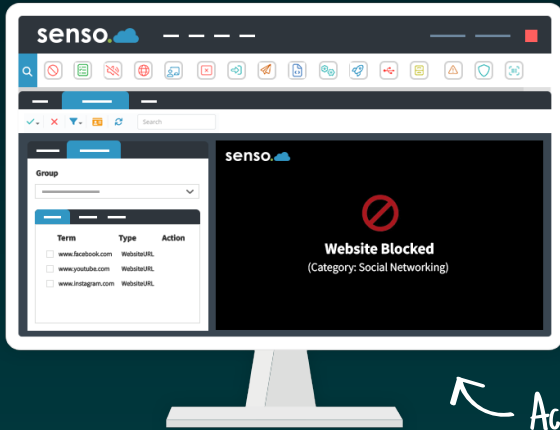 senso.
Search
Group
Term Type Action
www.facebook.com WebsiteURL
www.youtube.com WebsiteURL
www.instagram.com WebsiteURL
senso.
Website Blocked
(Category: Social Networking)